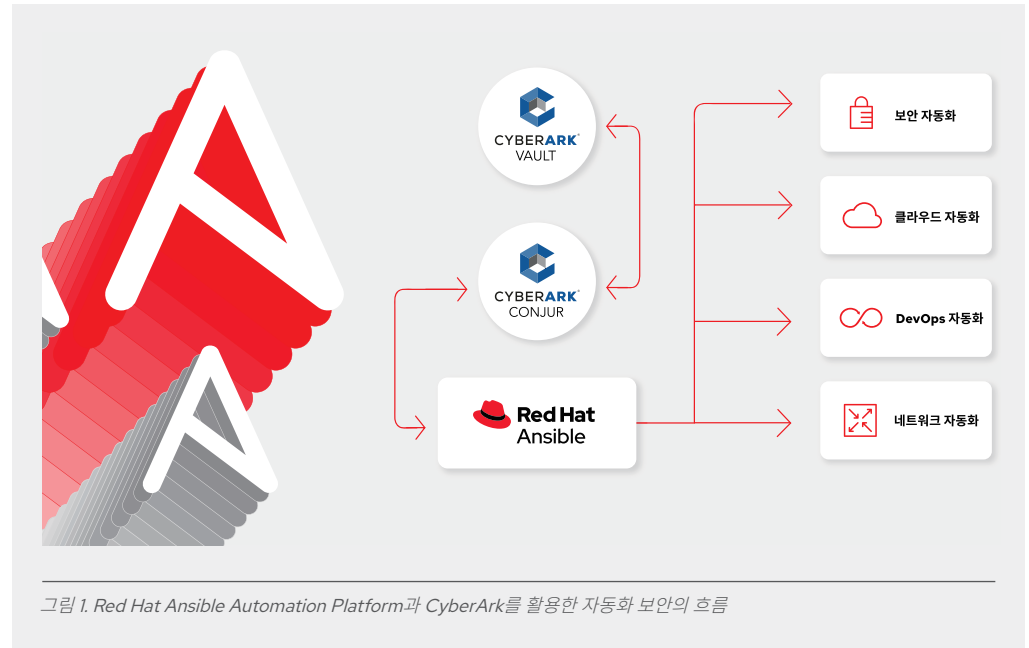 CYBERARK®
VAULT
CYBERARK®
CONJUR
Red Hat
Ansible
보안 자동화
클라우드 자동화
DevOps 자동화
네트워크 자동화
그림 1. Red Hat Ansible Automation Platform과 CyberArk를 활용한 자동화 보안의 흐름